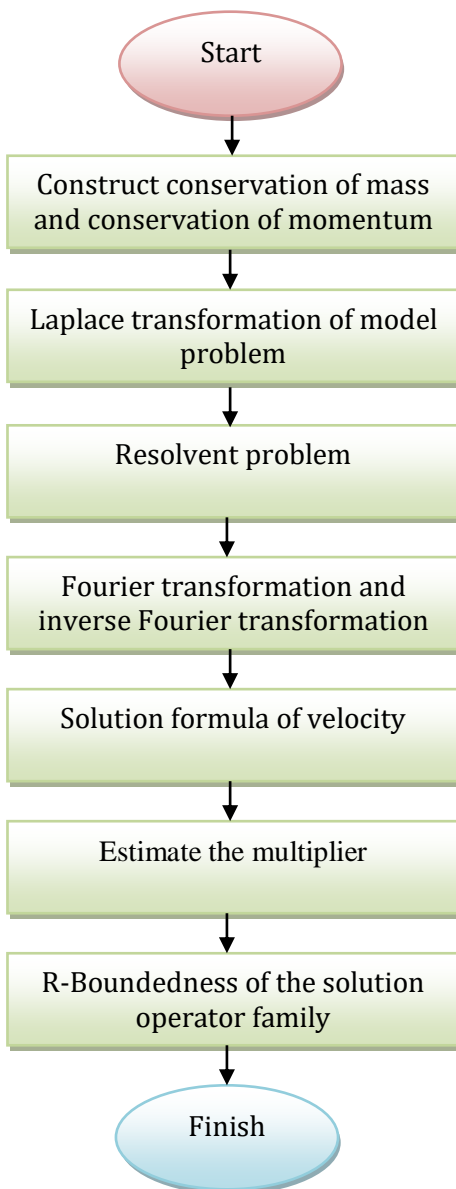 Start
Construct conservation of mass
and conservation of momentum
Laplace transformation of model
problem
Resolvent problem
Fourier transformation and
inverse Fourier transformation
Solution formula of velocity
Estimate the multiplier
R-Boundedness of the solution
operator family
Finish